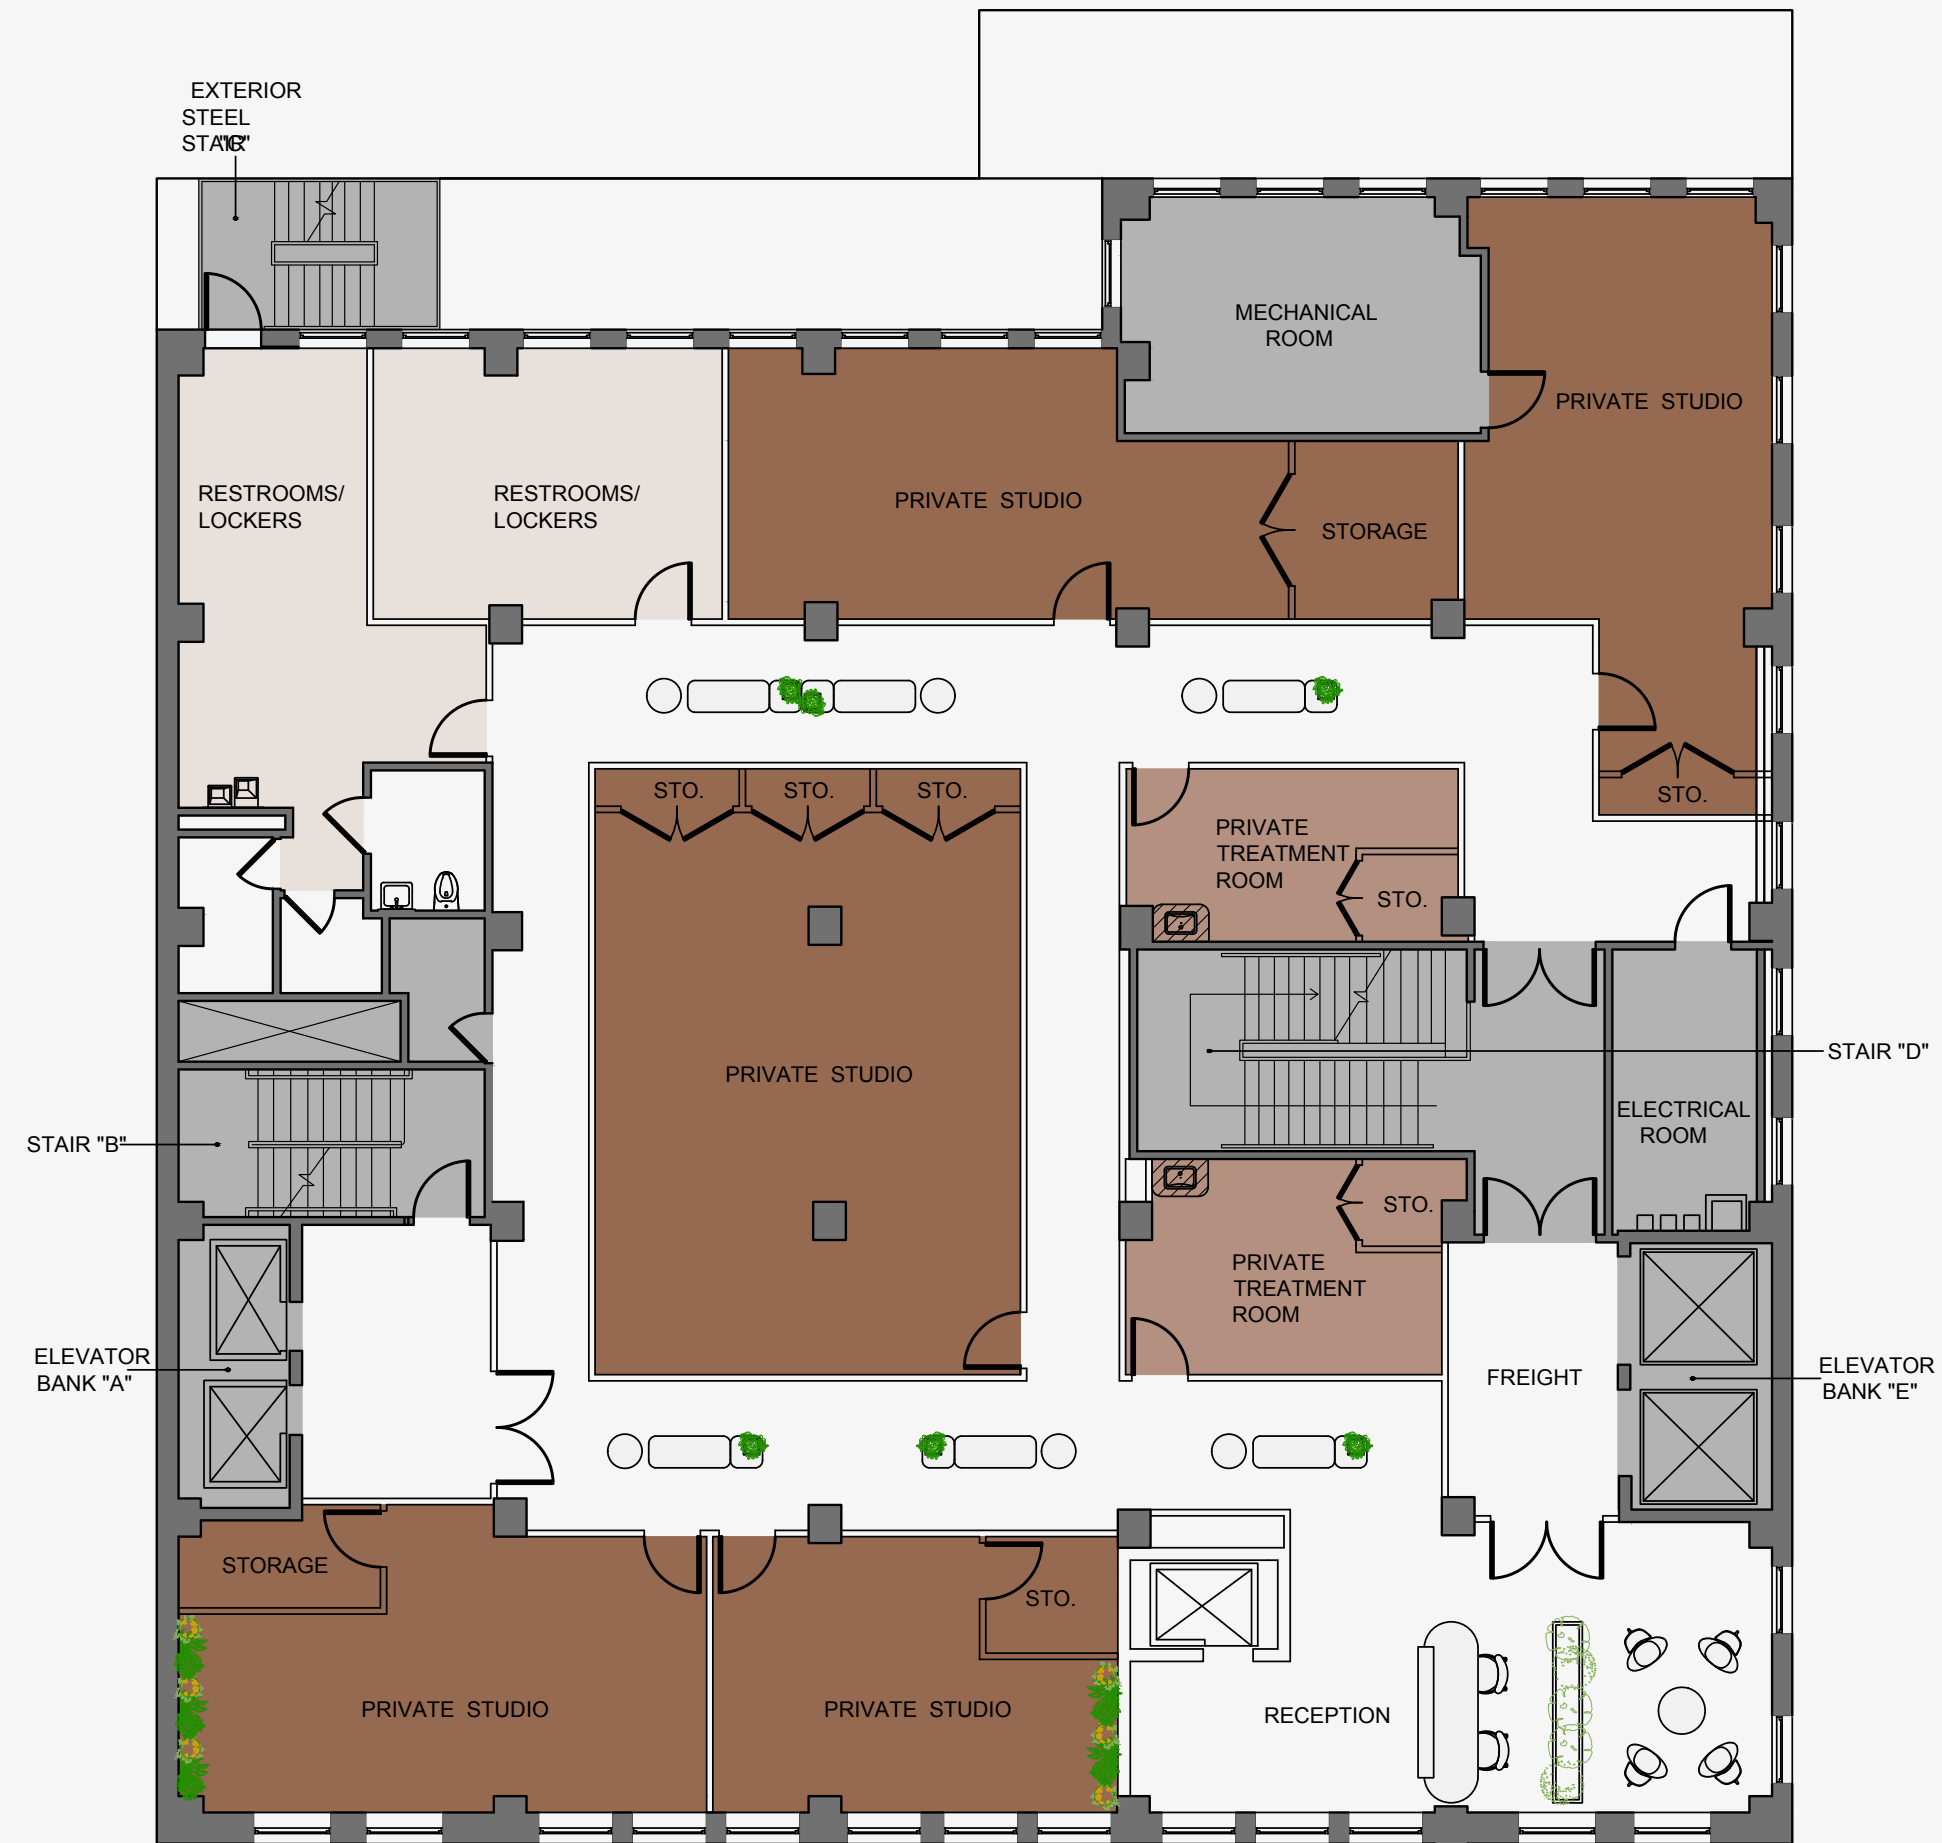 EXTERIOR
STEEL
STAIR "C"
MECHANICAL
ROOM
PRIVATE STUDIO
RESTROOMS/
LOCKERS
RESTROOMS/
LOCKERS
PRIVATE STUDIO
STORAGE
STO.
STO.
STO.
STO.
PRIVATE
TREATMENT
ROOM
STO.
PRIVATE STUDIO
STAIR "D"
ELECTRICAL
ROOM
STAIR "B"
STO.
PRIVATE
TREATMENT
ROOM
ELEVATOR
BANK "A"
FREIGHT
ELEVATOR
BANK "E"
STORAGE
STO.
PRIVATE STUDIO
PRIVATE STUDIO
RECEPTION